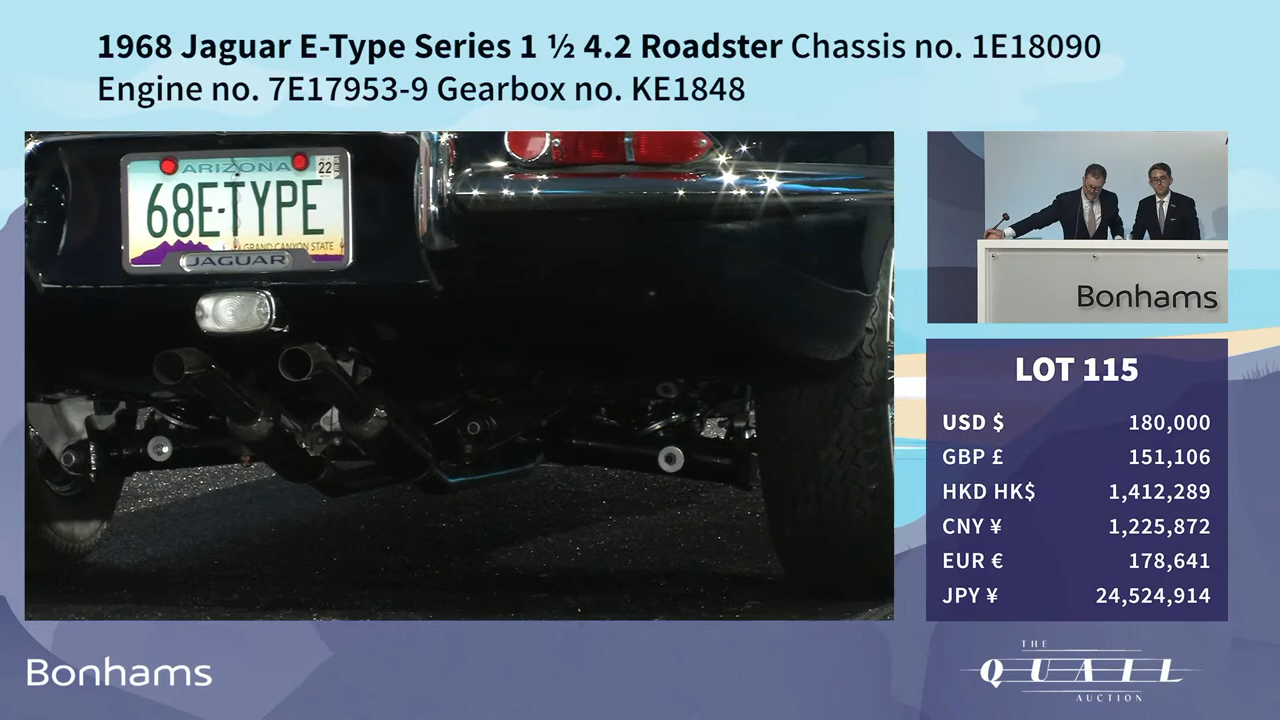 1968 Jaguar E-Type Series 1 ½ 4.2 Roadster Chassis no. 1E18090
Engine no. 7E17953-9 Gearbox no. KE1848
ARIZONA
22
68E-TYPE
GRAND CANYON STATE
JAGUAR
Bonhams
LOT 115
USD $ 180,000
GBP £ 151,106
HKD HK$ 1,412,289
CNY ¥ 1,225,872
EUR € 178,641
JPY ¥ 24,524,914
Bonhams
THE
QUAIL
AUCTION